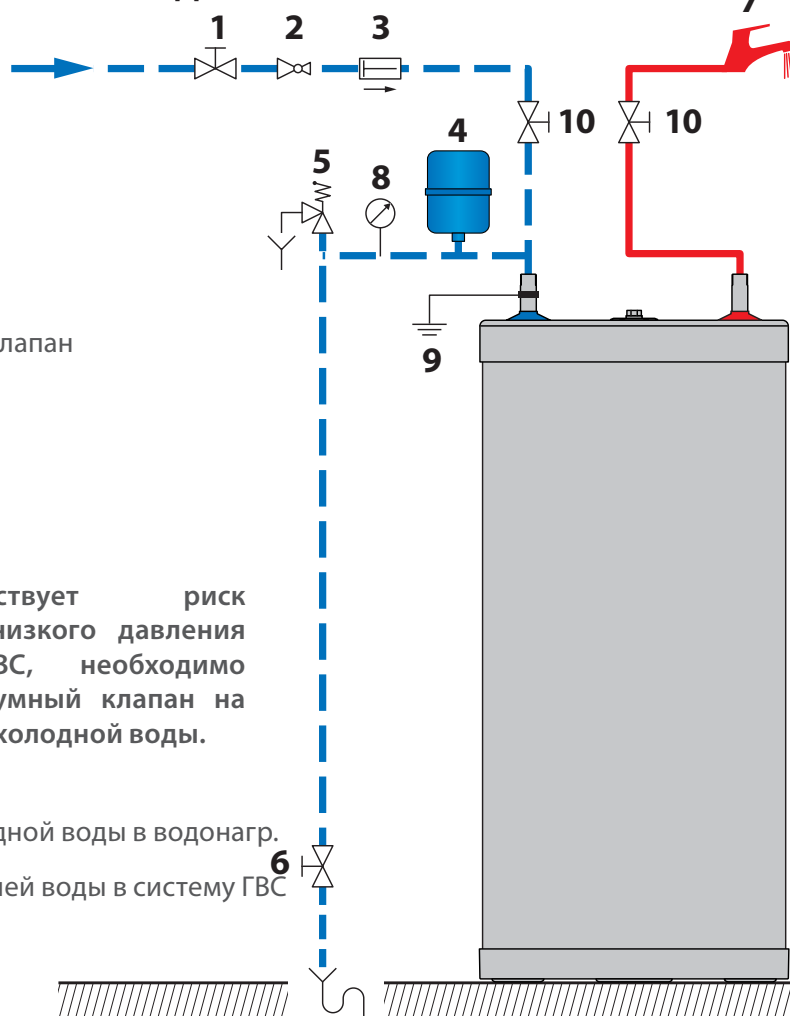 1 2 3 7
10 10
4
5 8
9
лапан
ствует риск
низкого давления
ВС, необходимо
умный клапан на
холодной воды.
дной воды в водонагр.
6
ей воды в систему ГВС